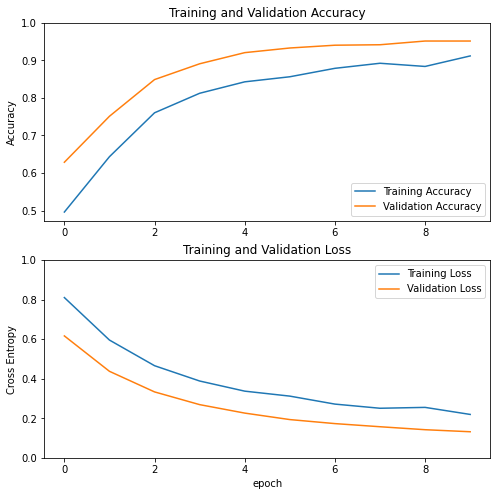 Training and Validation Accuracy
1.0
0.9
0.8
0.7
0.6
0.5
Accuracy
Training Accuracy
Validation Accuracy
0 2 4 6 8
Training and Validation Loss
1.0
0.8
0.6
0.4
0.2
0.0
Cross Entropy
Training Loss
Validation Loss
0 2 4 6 8
epoch